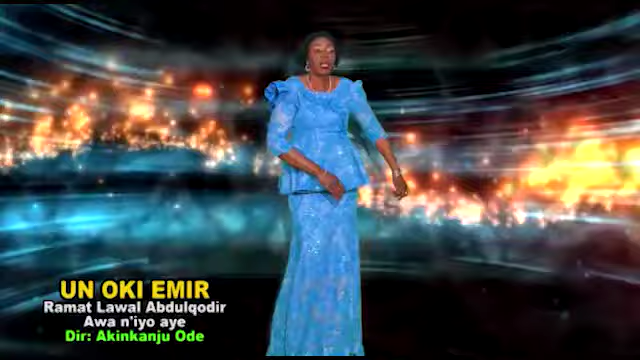 UN OKI EMIR
Ramat Lawal Abdulqodir
Awa n'iyo aye
Dir: Akinkanju Ode